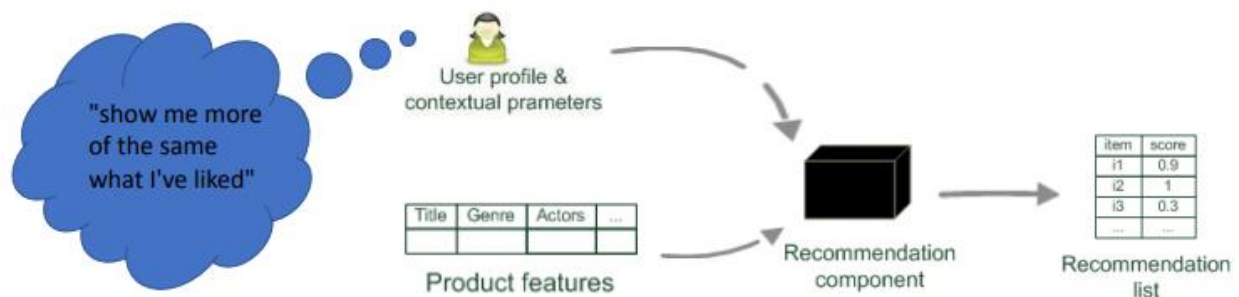 "show me more
of the same
what I've liked"
User profile &
contextual prameters
Title Genre Actors ...
Product features
Recommendation
component
item score
i1 0.9
i2 1
i3 0.3
... ...
Recommendation
list